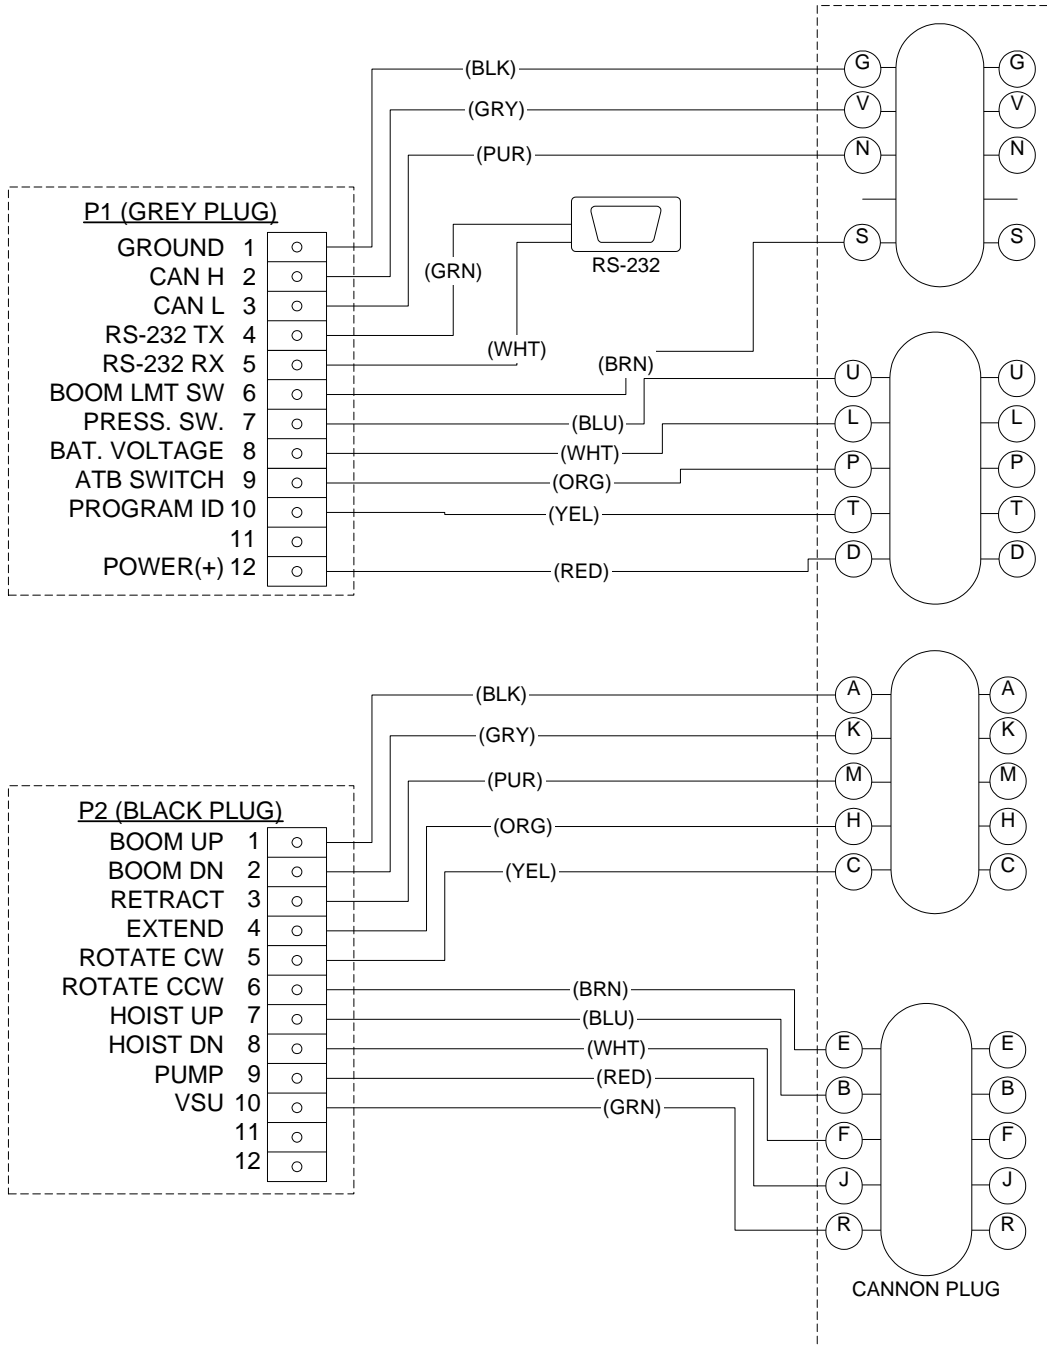 (BLK)
(GRY)
(PUR)
G G
V V
N N
S S
P1 (GREY PLUG)
GROUND 1
CAN H 2
CAN L 3
RS-232 TX 4
RS-232 RX 5
BOOM LMT SW 6
PRESS. SW. 7
BAT. VOLTAGE 8
ATB SWITCH 9
PROGRAM ID 10
11
POWER(+) 12
RS-232
(GRN)
(WHT)
(BRN)
(BLU)
(WHT)
(ORG)
(YEL)
(RED)
U U
L L
P P
T T
D D
(BLK)
(GRY)
(PUR)
(ORG)
(YEL)
A A
K K
M M
H H
C C
P2 (BLACK PLUG)
BOOM UP 1
BOOM DN 2
RETRACT 3
EXTEND 4
ROTATE CW 5
ROTATE CCW 6
HOIST UP 7
HOIST DN 8
PUMP 9
VSU 10
11
12
(BRN)
(BLU)
(WHT)
(RED)
(GRN)
E E
B B
F F
J J
R R
CANNON PLUG